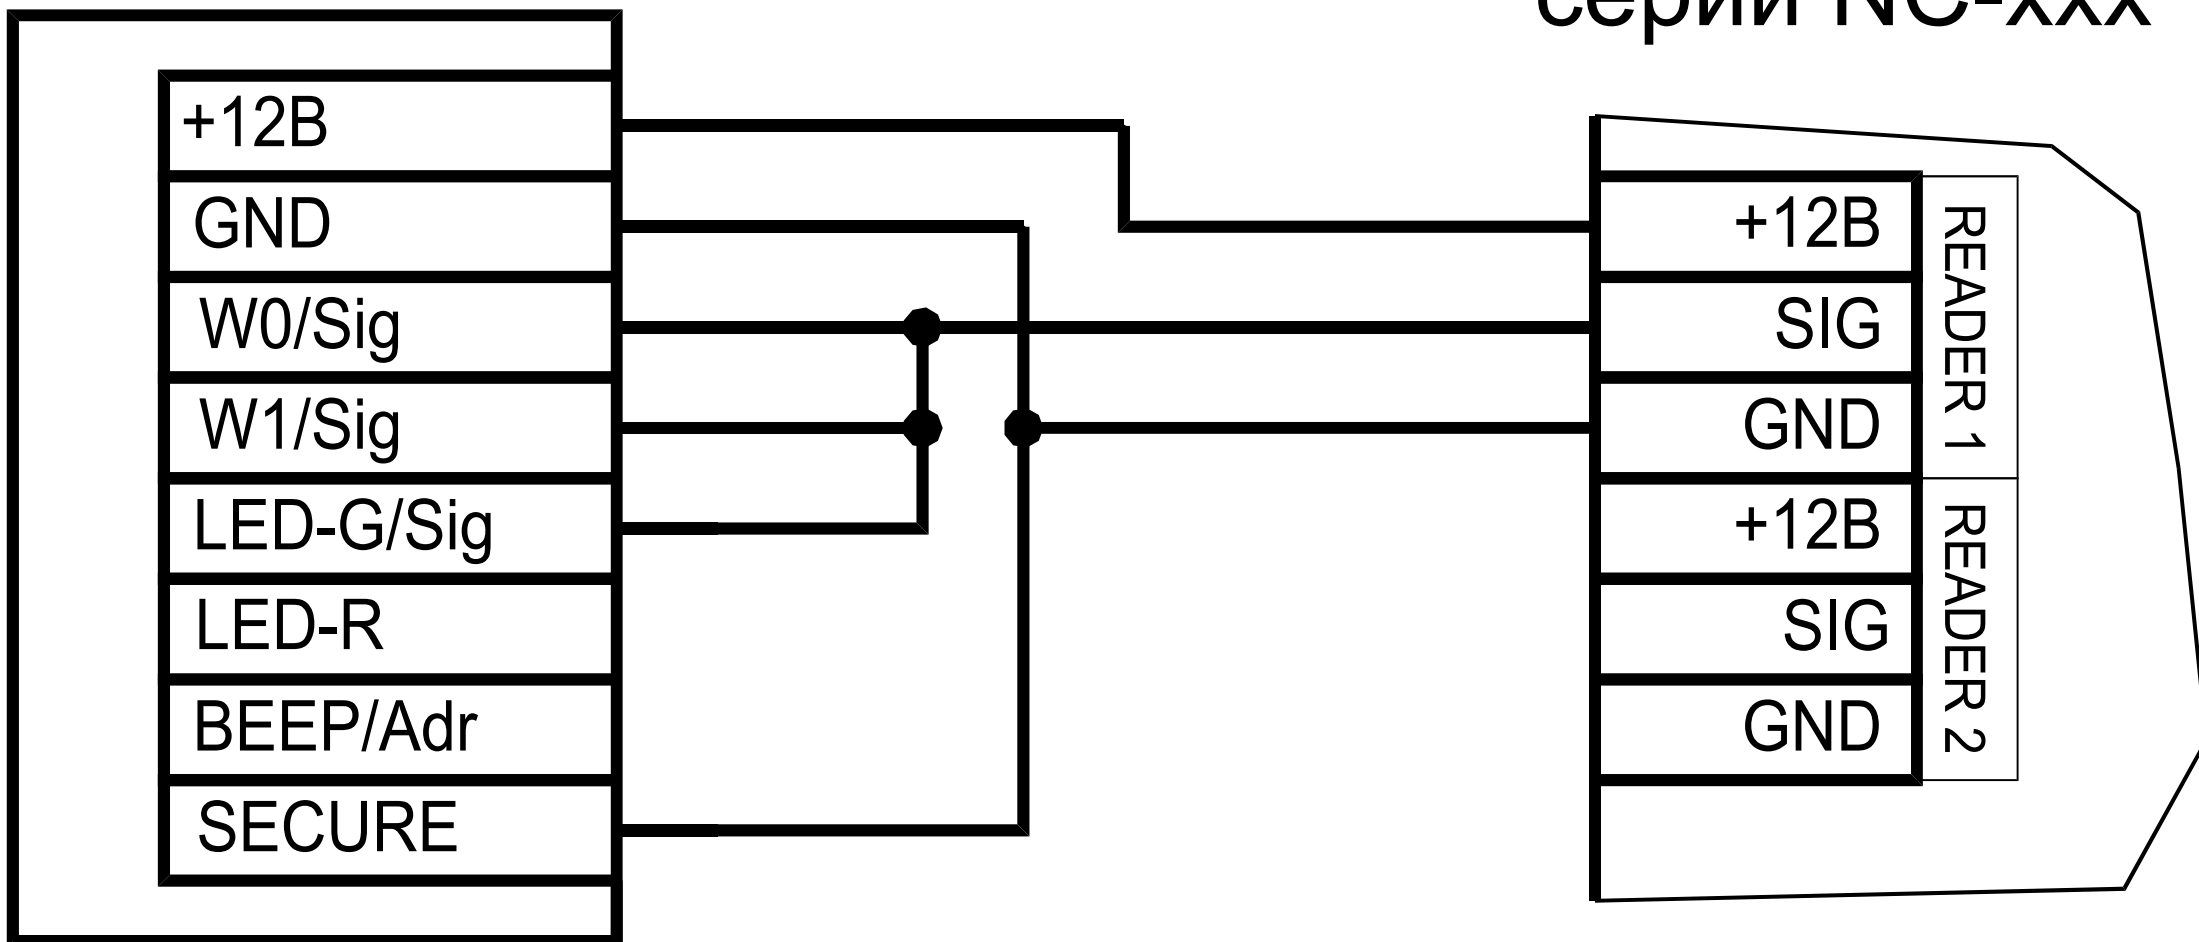 серии NC-xxx
+12В
GND
W0/Sig
W1/Sig
LED-G/Sig
LED-R
BEEP/Adr
SECURE
+12В
SIG
GND
+12В
SIG
GND
READER 1
READER 2